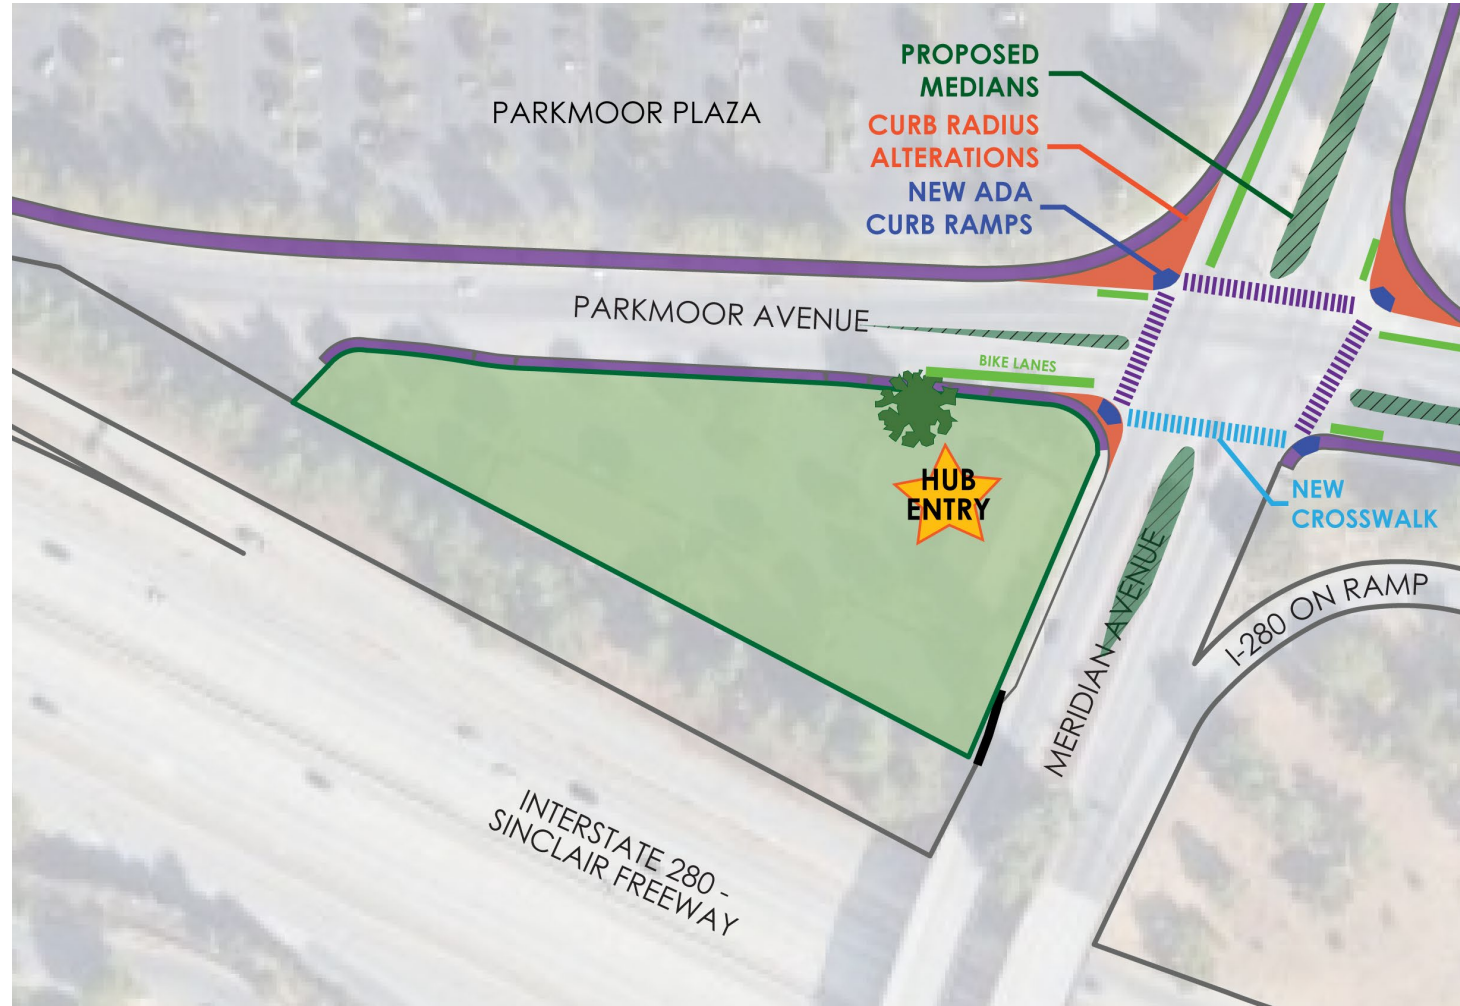 PROPOSED
MEDIANS
PARKMOOR PLAZA
CURB RADIUS
ALTERATIONS
NEW ADA
CURB RAMPS
PARKMOOR AVENUE
BIKE LANES
HUB
ENTRY
NEW
CROSSWALK
MERIDIAN AVENUE
I-280 ON RAMP
INTERSTATE 280 -
SINCLAIR FREEWAY